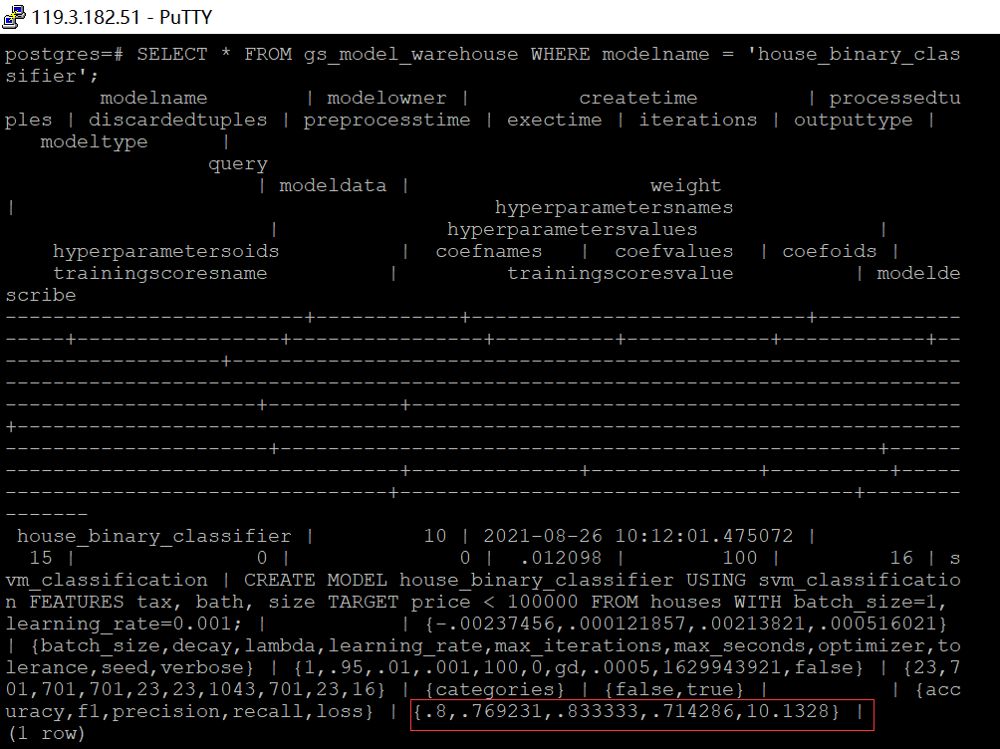 119.3.182.51 - PuTTY
postgres=# SELECT * FROM gs_model_warehouse WHERE modelname = 'house_binary_clas
sifier';
        modelname        | modelowner |         createtime         | processedtu
ples | discardedtuples | preprocesstime | exectime | iterations | outputtype |
   modeltype      |
                 query
                     | modeldata |                    weight
|                                        hyperparametersnames
                      |              hyperparametersvalues               |
    hyperparametersoids          |  coefnames   |  coefvalues  | coefoids |
    trainingscoresname          |         trainingscoresvalue          | modelde
scribe
-------------------------+------------+----------------------------+------------
-----+-----------------+----------------+----------+------------+------------+--
------------------+-------------------------------------------------------------
--------------------------------------------------------------------------------
---------------------+-----------+----------------------------------------------
+-------------------------------------------------------------------------------
----------------------+--------------------------------------------------+------
---------------------------------+--------------+--------------+----------+-----
--------------------------------+--------------------------------------+--------
-------
 house_binary_classifier |         10 | 2021-08-26 10:12:01.475072 |
  15 |               0 |              0 |  .012098 |        100 |         16 | s
vm_classification | CREATE MODEL house_binary_classifier USING svm_classificatio
n FEATURES tax, bath, size TARGET price < 100000 FROM houses WITH batch_size=1,
learning_rate=0.001; |           | {-.00237456,.000121857,.00213821,.000516021}
| {batch_size,decay,lambda,learning_rate,max_iterations,max_seconds,optimizer,to
lerance,seed,verbose} | {1,.95,.01,.001,100,0,gd,.0005,1629943921,false} | {23,7
01,701,701,23,23,1043,701,23,16} | {categories} | {false,true} |          | {acc
uracy,f1,precision,recall,loss} | {.8,.769231,.833333,.714286,10.1328} |
(1 row)